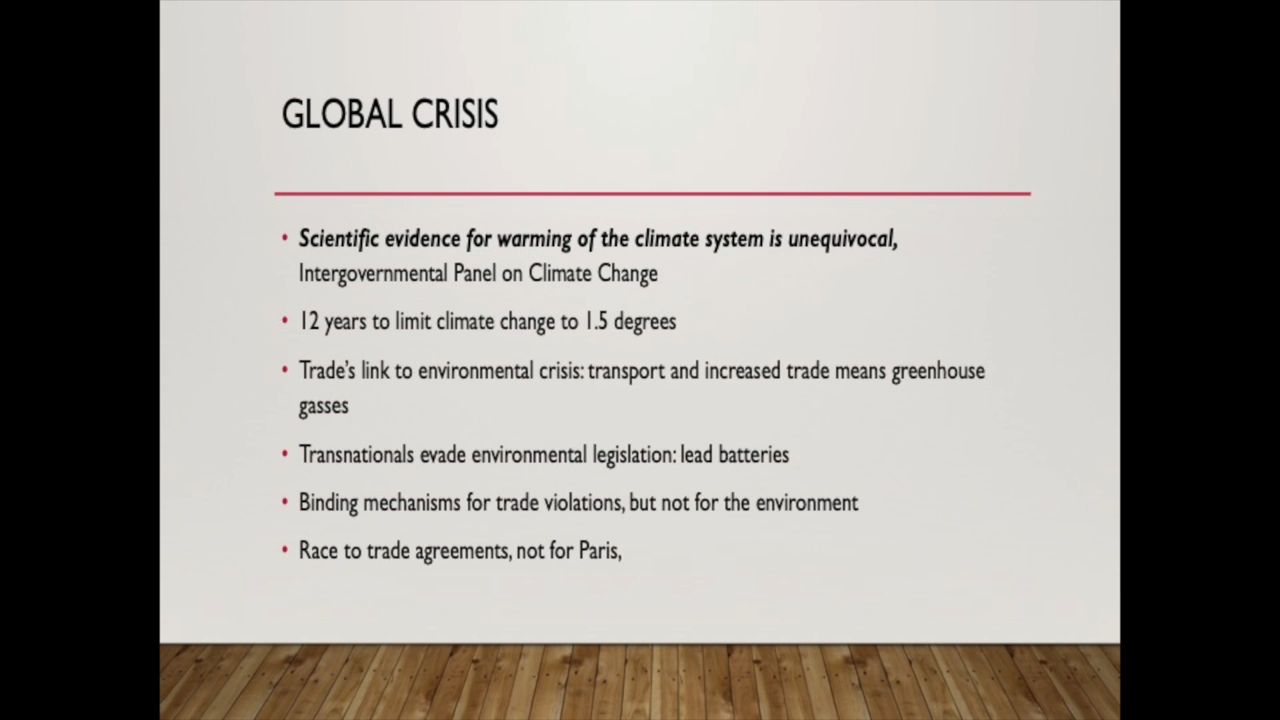 GLOBAL CRISIS
• Scientific evidence for warming of the climate system is unequivocal,
Intergovernmental Panel on Climate Change
• 12 years to limit climate change to 1.5 degrees
• Trade's link to environmental crisis: transport and increased trade means greenhouse
gasses
• Transnationals evade environmental legislation: lead batteries
• Binding mechanisms for trade violations, but not for the environment
• Race to trade agreements, not for Paris,